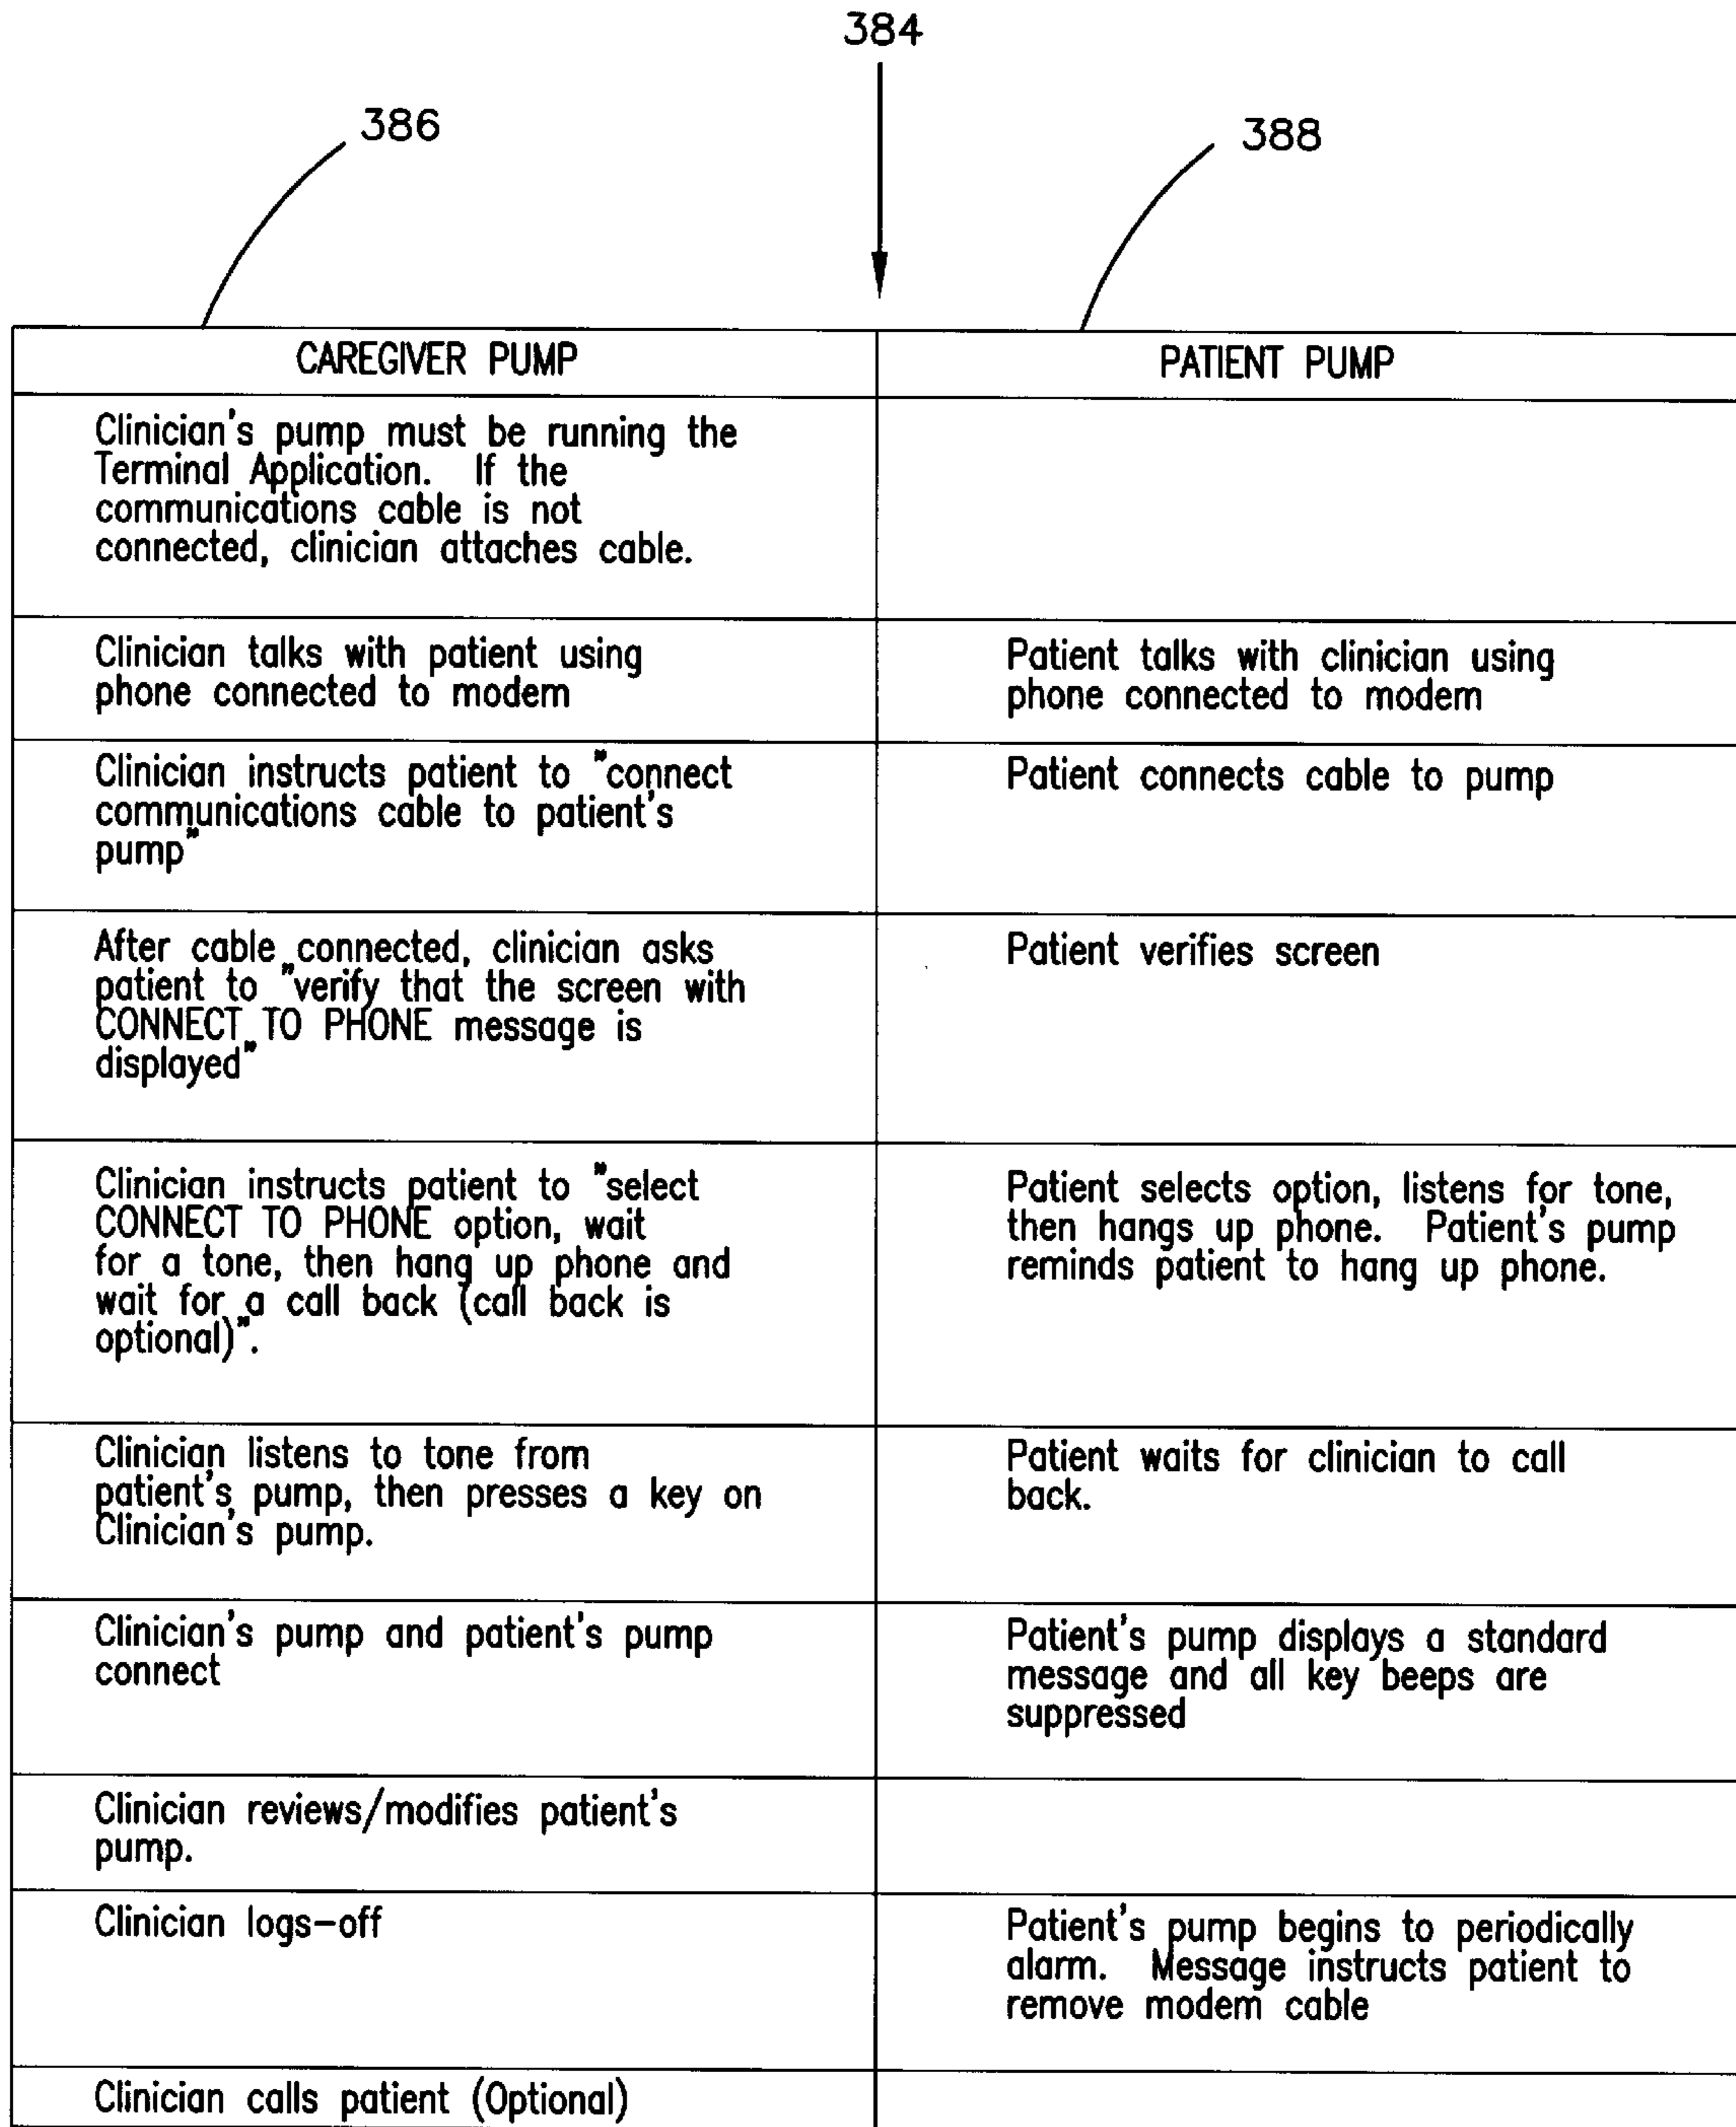 384
386
388
CAREGIVER PUMP
PATIENT PUMP
Clinician's pump must be running the
Terminal Application. If the
communications cable is not
connected, clinician attaches cable.
Clinician talks with patient using
phone connected to modem
Patient talks with clinician using
phone connected to modem
Clinician instructs patient to "connect
communications cable to patient's
pump"
Patient connects cable to pump
After cable connected, clinician asks
patient to "verify that the screen with
CONNECT TO PHONE message is
displayed"
Patient verifies screen
Clinician instructs patient to "select
CONNECT TO PHONE option, wait
for a tone, then hang up phone and
wait for a call back (call back is
optional)".
Patient selects option, listens for tone,
then hangs up phone. Patient's pump
reminds patient to hang up phone.
Clinician listens to tone from
patient's pump, then presses a key on
Clinician's pump.
Patient waits for clinician to call
back.
Clinician's pump and patient's pump
connect
Patient's pump displays a standard
message and all key beeps are
suppressed
Clinician reviews/modifies patient's
pump.
Clinician logs-off
Patient's pump begins to periodically
alarm. Message instructs patient to
remove modem cable
Clinician calls patient (Optional)